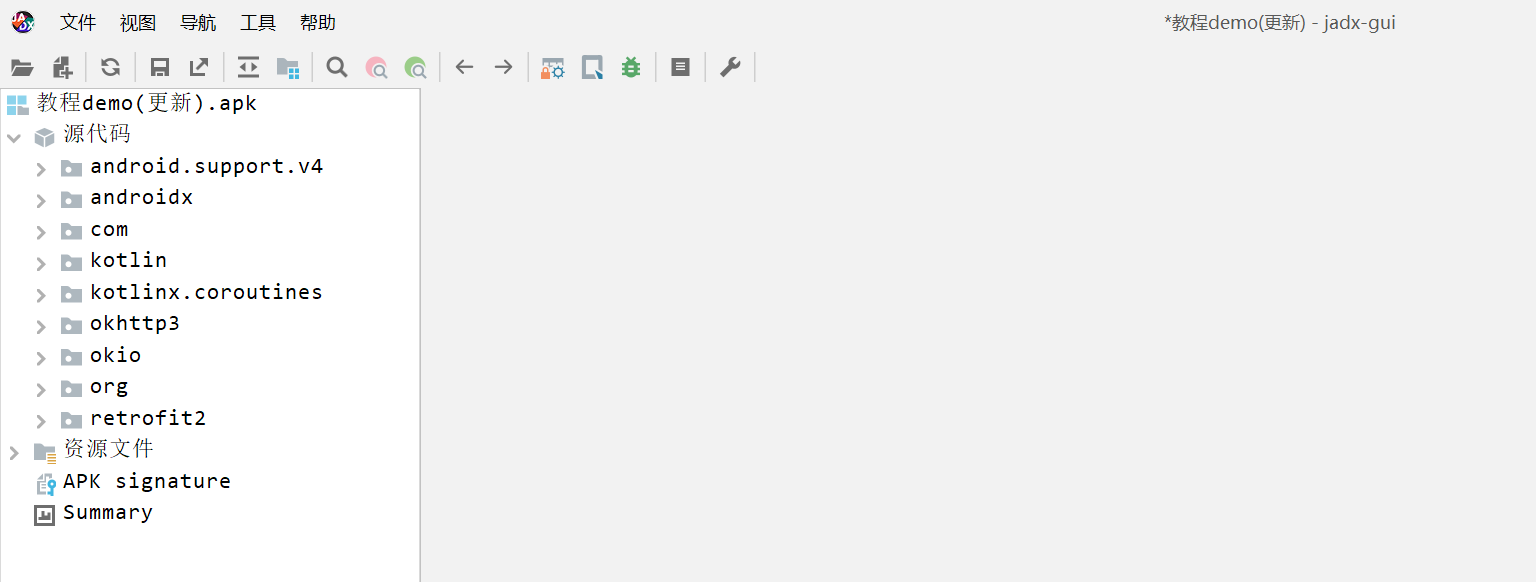 文件 视图 导航 工具 帮助 *教程demo(更新) - jadx-gui
教程demo(更新).apk
源代码
android.support.v4
androidx
com
kotlin
kotlinx.coroutines
okhttp3
okio
org
retrofit2
资源文件
APK signature
Summary